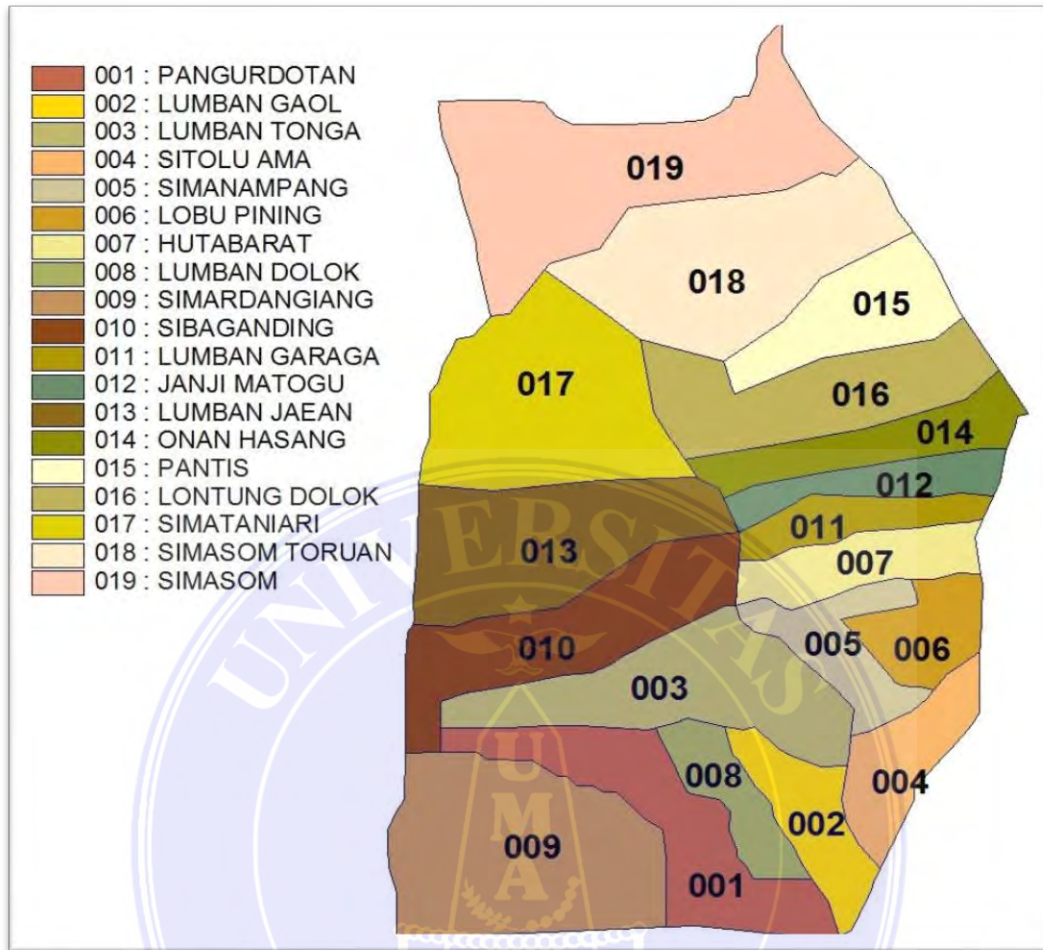 001 : PANGURDOTAN
002 : LUMBAN GAOL
003 : LUMBAN TONGA
004 : SITOLU AMA
005 : SIMANAMPANG
006 : LOBU PINING
007 : HUTABARAT
008 : LUMBAN DOLOK
009 : SIMARDANGIANG
010 : SIBAGANDING
011 : LUMBAN GARAGA
012 : JANJI MATOGU
013 : LUMBAN JAEAN
014 : ONAN HASANG
015 : PANTIS
016 : LONTUNG DOLOK
017 : SIMATANIARI
018 : SIMASOM TORUAN
019 : SIMASOM
019
018
015
017
016
014
012
011
013
007
005
006
010
003
008
004
002
009
001
UNIVERSITAS
UMA